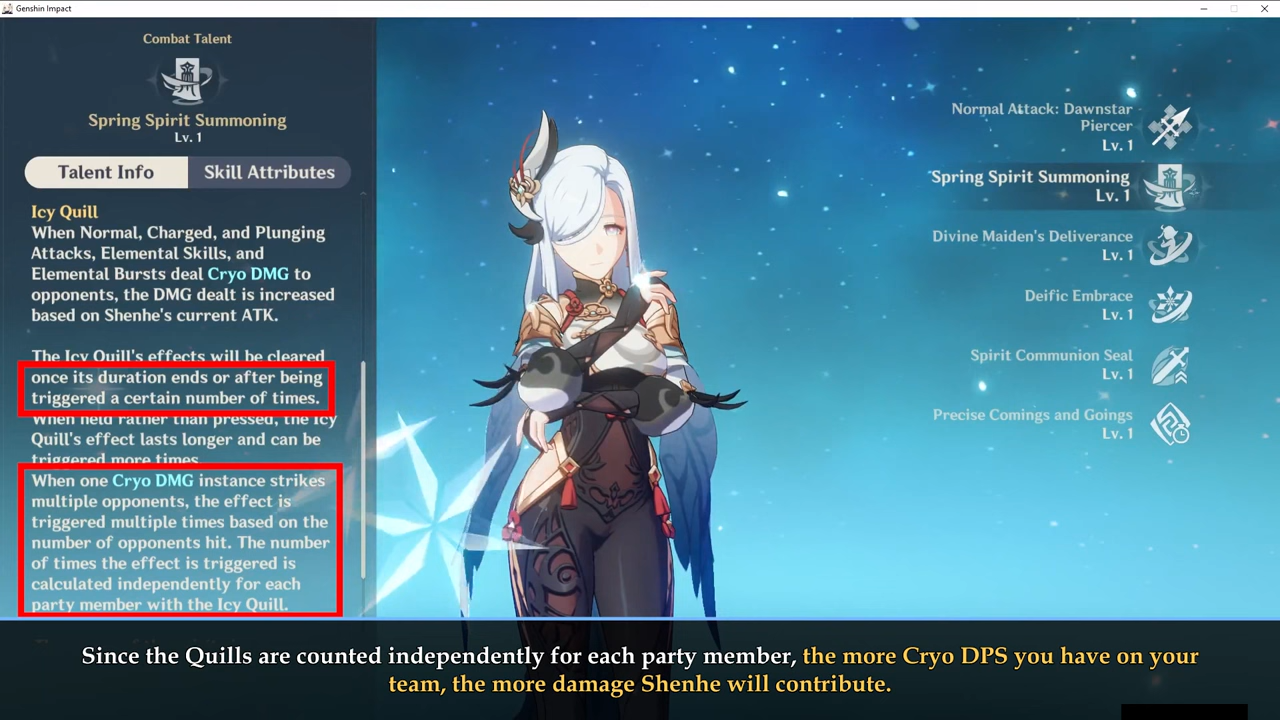 Genshin Impact
Combat Talent
Spring Spirit Summoning
Lv. 1
Talent Info
Skill Attributes
Icy Quill
When Normal, Charged, and Plunging
Attacks, Elemental Skills, and
Elemental Bursts deal Cryo DMG to
opponents, the DMG dealt is increased
based on Shenhe's current ATK.
The Icy Quill's effects will be cleared
once its duration ends or after being
triggered a certain number of times.
When held rather than pressed, the Icy
Quill's effect lasts longer and can be
triggered more times.
When one Cryo DMG instance strikes
multiple opponents, the effect is
triggered multiple times based on the
number of opponents hit. The number
of times the effect is triggered is
calculated independently for each
party member with the Icy Quill.
Normal Attack: Dawnstar
Piercer
Lv. 1
Spring Spirit Summoning
Lv. 1
Divine Maiden's Deliverance
Lv. 1
Deific Embrace
Lv. 1
Spirit Communion Seal
Lv. 1
Precise Comings and Goings
Lv. 1
Since the Quills are counted independently for each party member, the more Cryo DPS you have on your
team, the more damage Shenhe will contribute.